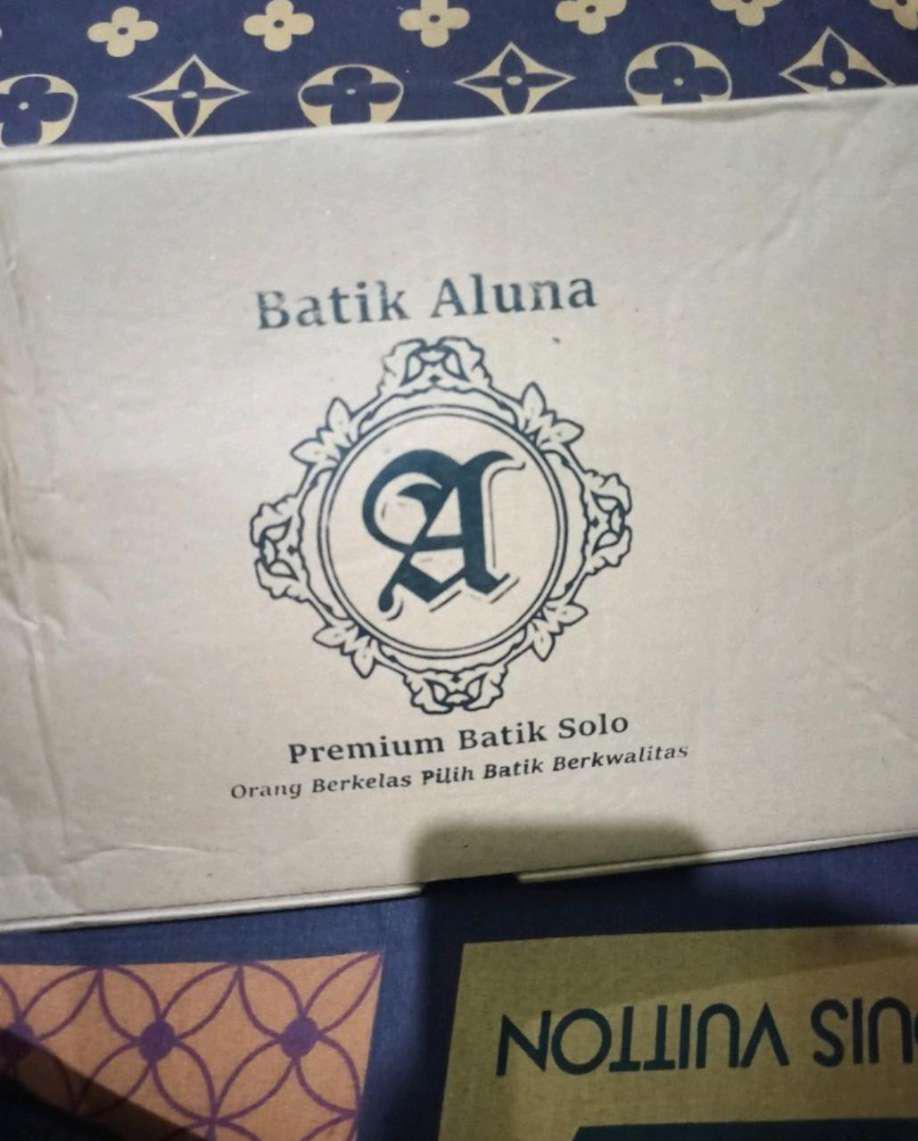 Batik Aluna
A
Premium Batik Solo
Orang Berkelas Pilih Batik Berkwalitas
UIS VUITTON